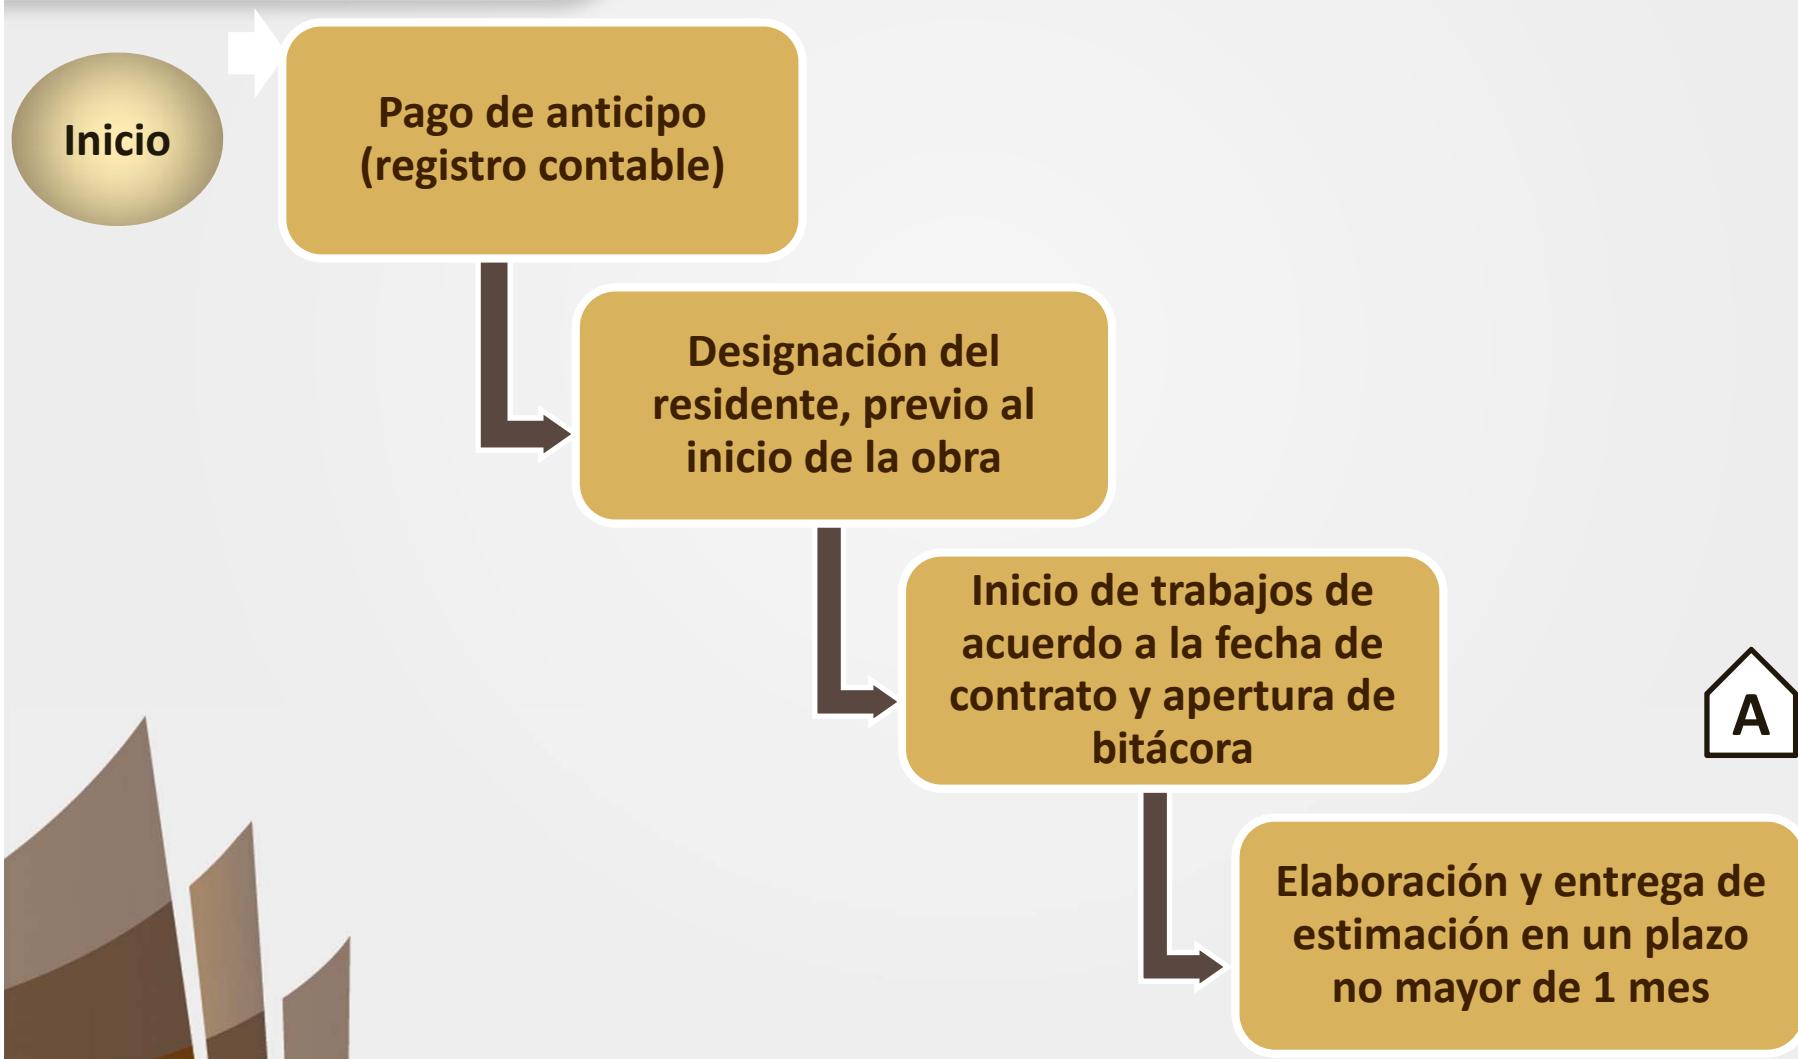 Inicio
Pago de anticipo
(registro contable)
Designación del
residente, previo al
inicio de la obra
Inicio de trabajos de
acuerdo a la fecha de
contrato y apertura de
bitácora
A
Elaboración y entrega de
estimación en un plazo
no mayor de 1 mes